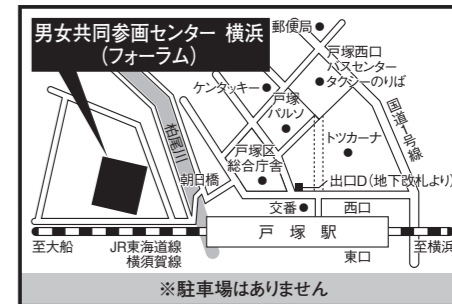 男女共同参画センター 横浜
(フォーラム)
郵便局
戸塚西口
バスセンター
タクシーのりば
ケンタッキー
戸塚
パルソ
国道1号線
トツカーナ
柏尾川
戸塚区
総合庁舎
朝日橋
出口D(地下改札より)
交番
西口
戸塚駅
至大船
JR東海道線
横須賀線
東口
至横浜
※駐車場はありません